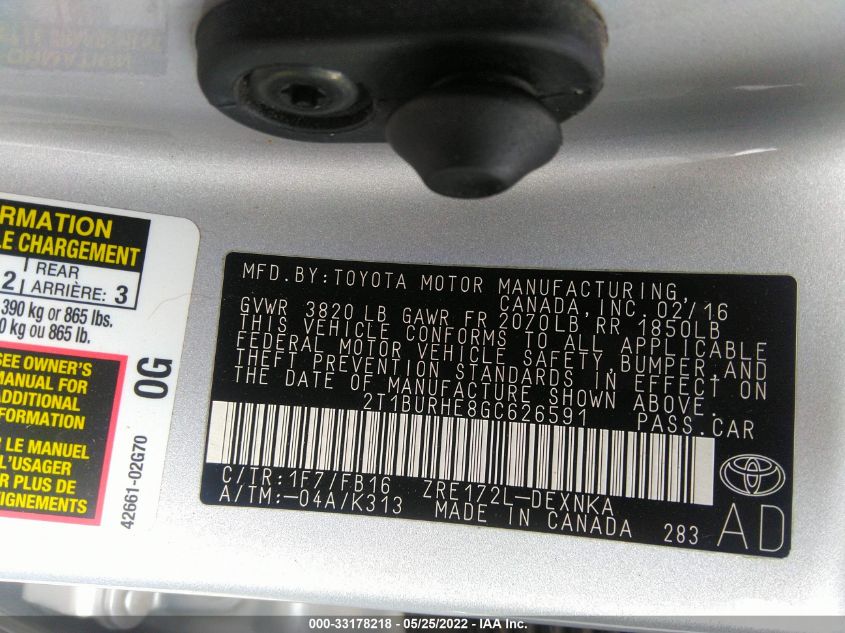 RMATION
LE CHARGEMENT
2 REAR
ARRIÈRE: 3
390 kg or 865 lbs.
0 kg ou 865 lb.
SEE OWNER'S
MANUAL FOR
ADDITIONAL
FORMATION
R LE MANUEL
L'USAGER
R PLUS DE
IGNEMENTS
0G
42661-02G70
MFD.BY:TOYOTA MOTOR MANUFACTURING,
CANADA, INC. 02/16
GVWR 3820 LB GAWR FR 2070LB RR 1850LB
THIS VEHICLE CONFORMS TO ALL APPLICABLE
FEDERAL MOTOR VEHICLE SAFETY, BUMPER, AND
THEFT PREVENTION STANDARDS IN EFFECT ON
THE DATE OF MANUFACTURE SHOWN ABOVE.
2T1BURHE8GC626591 PASS.CAR
C/TR:1F7/FB16 ZRE172L-DEXNKA
A/TM:-04A/K313 MADE IN CANADA 283
AD
000-33178218 - 05/25/2022 - IAAI Inc.